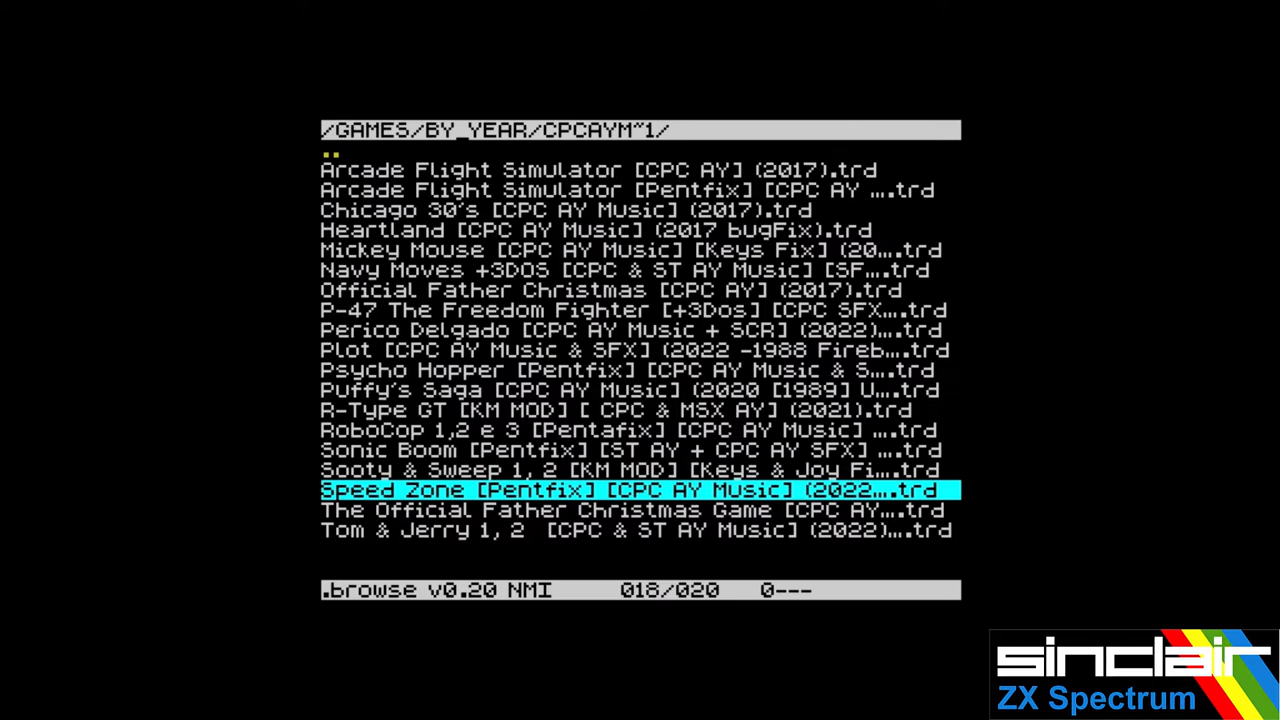 /GAMES/BY_YEAR/CPCAYM~1/
..
Arcade Flight Simulator [CPC AY] (2017).trd
Arcade Flight Simulator [Pentfix] [CPC AY ....trd
Chicago 30's [CPC AY Music] (2017).trd
Heartland [CPC AY Music] (2017 bugFix).trd
Mickey Mouse [CPC AY Music] [Keys Fix] (20....trd
Navy Moves +3DOS [CPC & ST AY Music] [SF....trd
Official Father Christmas [CPC AY] (2017).trd
P-47 The Freedom Fighter [+3Dos] [CPC SFX....trd
Perico Delgado [CPC AY Music + SCR] (2022)....trd
Plot [CPC AY Music & SFX] (2022 -1988 Fireb....trd
Psycho Hopper [Pentfix] [CPC AY Music & S....trd
Puffy's Saga [CPC AY Music] (2020 [1989] U....trd
R-Type GT [KM MOD] [ CPC & MSX AY] (2021).trd
RoboCop 1,2 e 3 [Pentafix] [CPC AY Music] ....trd
Sonic Boom [Pentfix] [ST AY + CPC AY SFX] ....trd
Sooty & Sweep 1, 2 [KM MOD] [Keys & Joy Fi....trd
Speed Zone [Pentfix] [CPC AY Music] (2022....trd
The Official Father Christmas Game [CPC AY....trd
Tom & Jerry 1, 2  [CPC & ST AY Music] (2022)....trd
.browse v0.20 NMI 018/020 0---
sinclair
ZX Spectrum